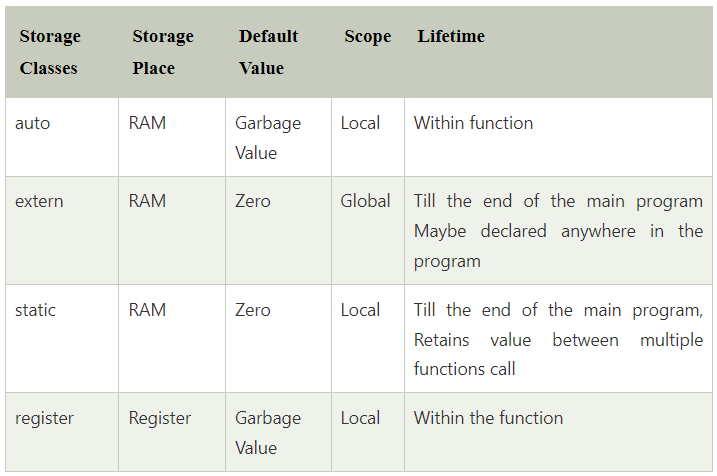 Storage Classes
Storage Place
Default Value
Scope
Lifetime
auto
RAM
Garbage Value
Local
Within function
extern
RAM
Zero
Global
Till the end of the main program
Maybe declared anywhere in the
program
static
RAM
Zero
Local
Till the end of the main program,
Retains value between multiple
functions call
register
Register
Garbage Value
Local
Within the function